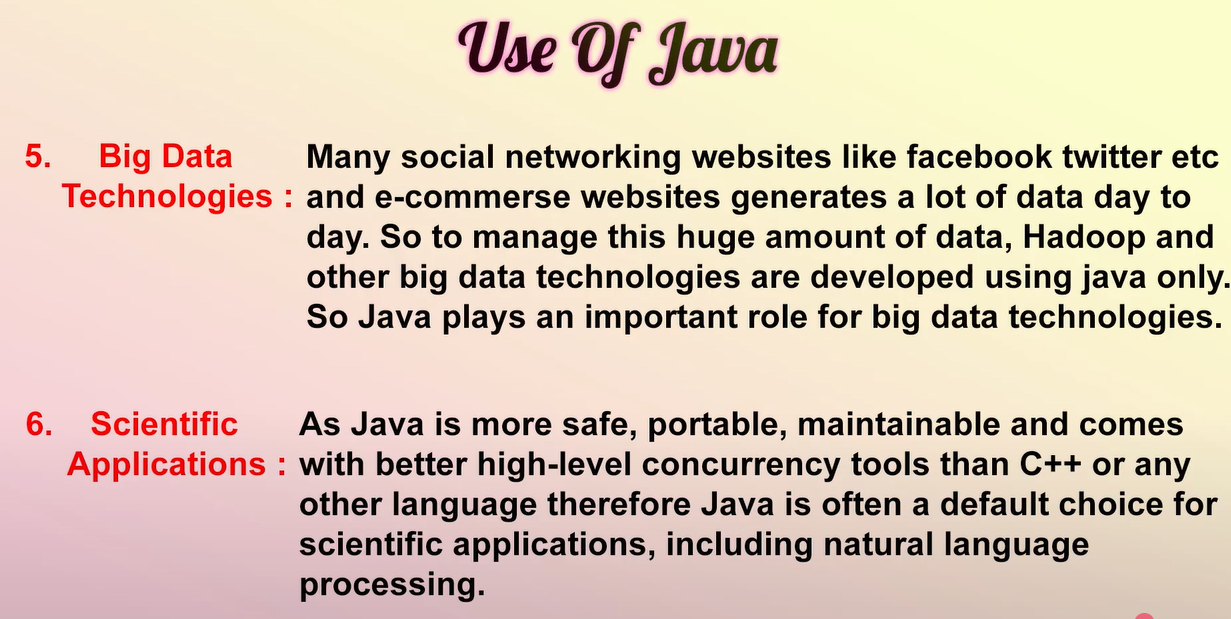 Use Of Java
5. Big Data
Technologies :
Many social networking websites like facebook twitter etc
and e-commerse websites generates a lot of data day to
day. So to manage this huge amount of data, Hadoop and
other big data technologies are developed using java only.
So Java plays an important role for big data technologies.
6. Scientific
Applications :
As Java is more safe, portable, maintainable and comes
with better high-level concurrency tools than C++ or any
other language therefore Java is often a default choice for
scientific applications, including natural language
processing.